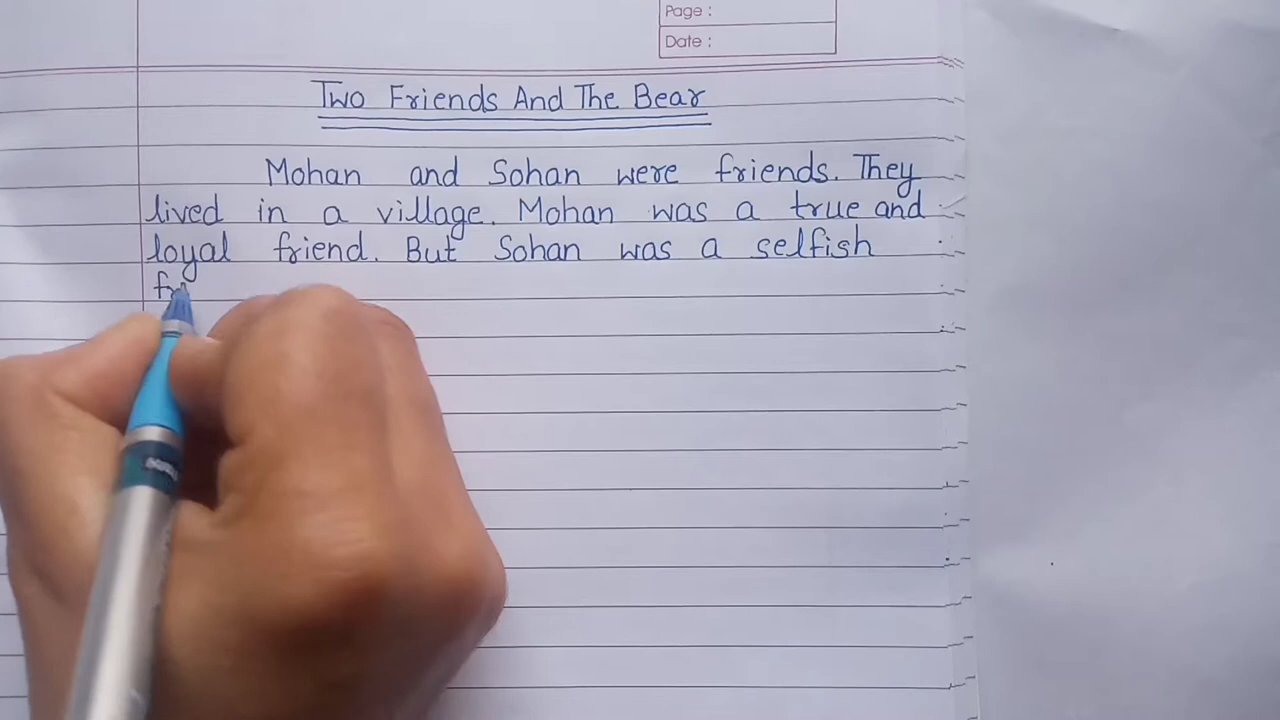 Page :
Date :
Two Friends And The Bear
Mohan and Sohan were friends. They
lived in a village. Mohan was a true and
loyal friend. But Sohan was a selfish
fr